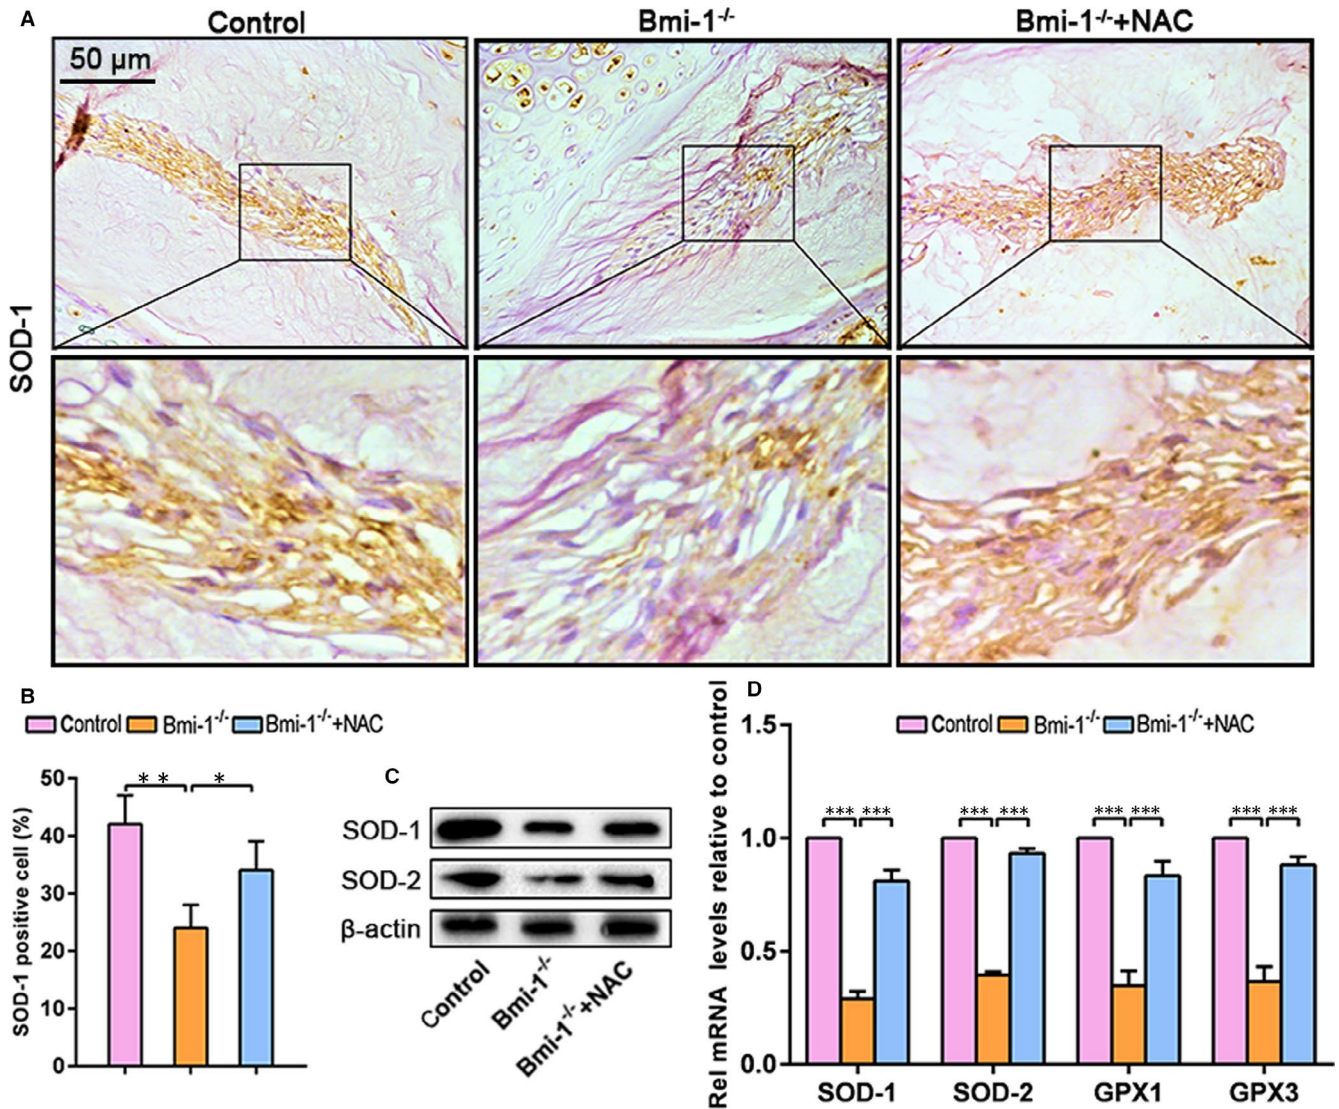 A
Control
Bmi-1-/-
Bmi-1-/-+NAC
50 μm
SOD-1
B
Control Bmi-1-/- Bmi-1-/-+NAC
SOD-1 positive cell (%)
50
40
30
20
10
0
* *
*
C
SOD-1
SOD-2
β-actin
Control
Bmi-1-/-
Bmi-1-/-+NAC
D
Control Bmi-1-/- Bmi-1-/-+NAC
Rel mRNA levels relative to control
1.5
1.0
0.5
0.0
*** *** *** *** *** *** *** ***
SOD-1 SOD-2 GPX1 GPX3